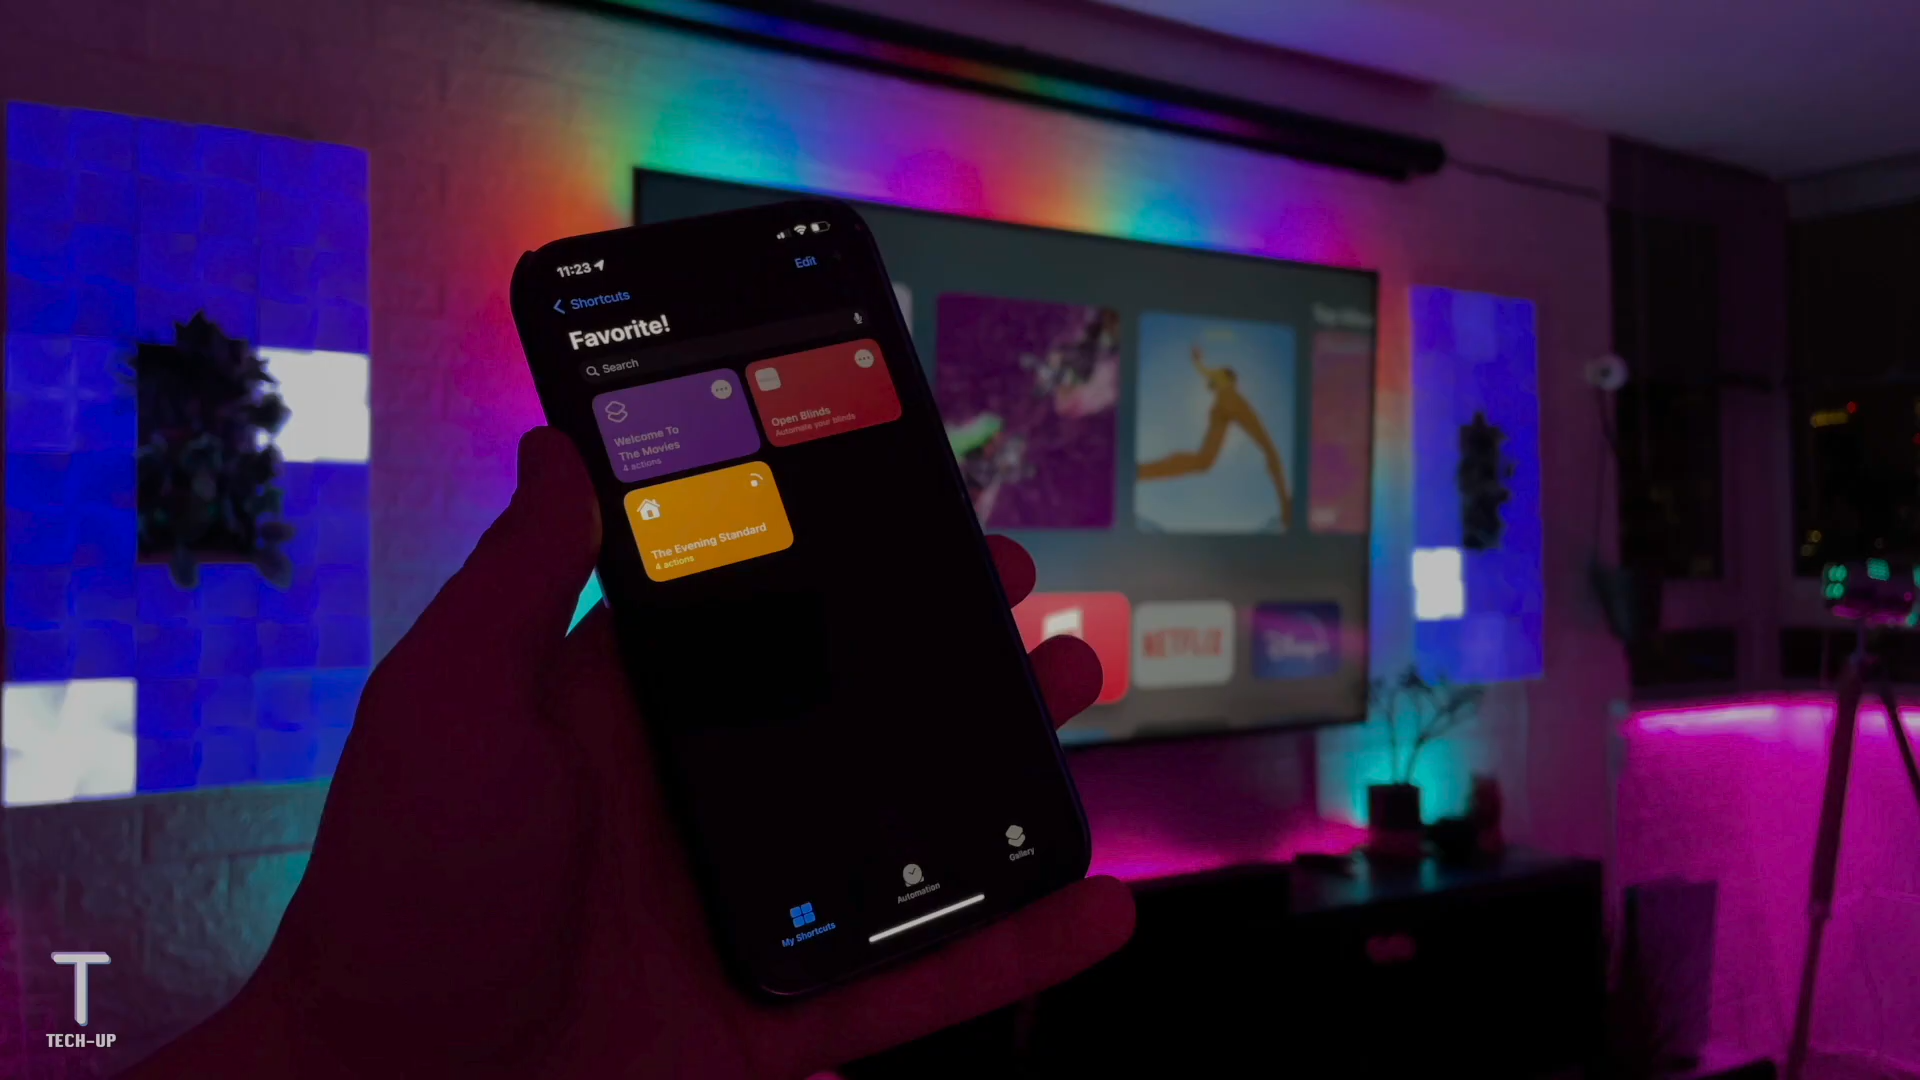 11:23
Edit
Shortcuts
Favorite!
Search
Welcome To
The Movies
4 actions
Open Blinds
Automate your blinds
The Evening Standard
4 actions
My Shortcuts
Automation
Gallery
NETFLIX
Disney+
T
TECH-UP